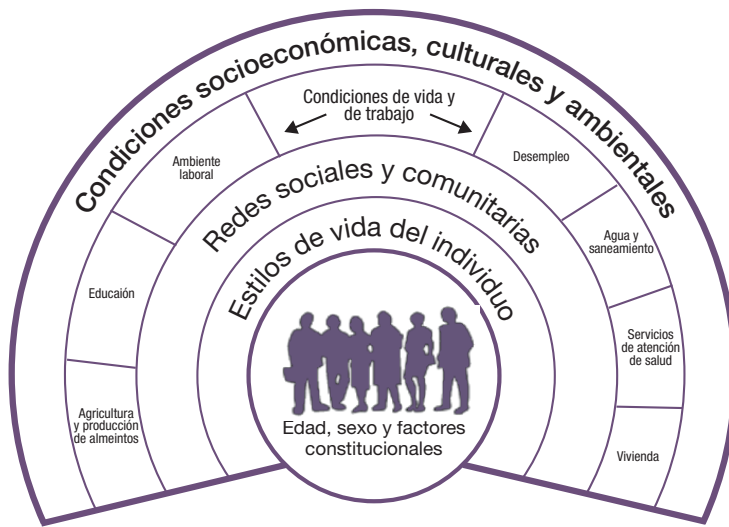 Condiciones socioeconómicas, culturales y ambientales
Condiciones de vida y
de trabajo
Ambiente
laboral
Desempleo
Redes sociales y comunitarias
Agua y
saneamiento
Estilos de vida del individuo
Educaión
Servicios
de atención
de salud
Agricultura
y producción
de almeintos
Edad, sexo y factores
constitucionales
Vivienda